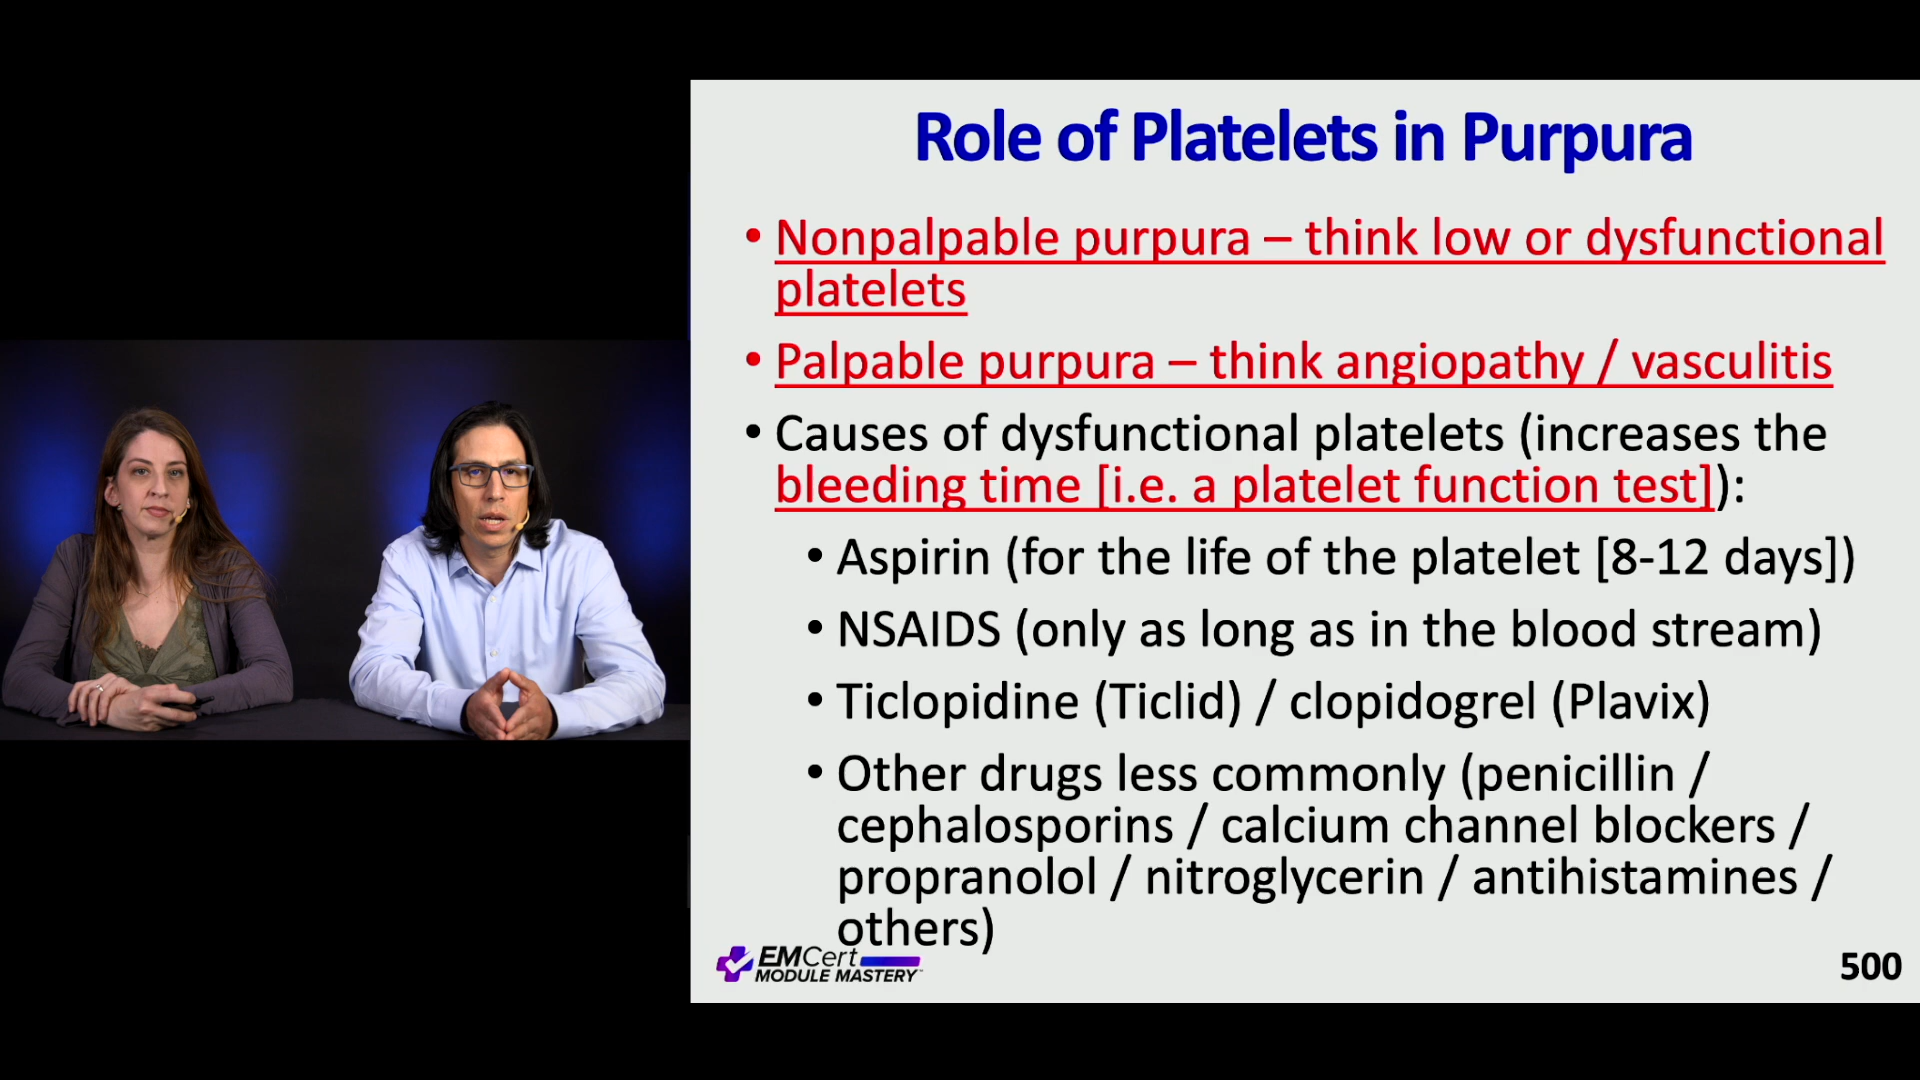 Role of Platelets in Purpura
• Nonpalpable purpura – think low or dysfunctional
platelets
• Palpable purpura – think angiopathy / vasculitis
• Causes of dysfunctional platelets (increases the
bleeding time [i.e. a platelet function test]):
• Aspirin (for the life of the platelet [8-12 days])
• NSAIDS (only as long as in the blood stream)
• Ticlopidine (Ticlid) / clopidogrel (Plavix)
• Other drugs less commonly (penicillin /
cephalosporins / calcium channel blockers /
propranolol / nitroglycerin / antihistamines /
others)
EMCert
MODULE MASTERY™
500